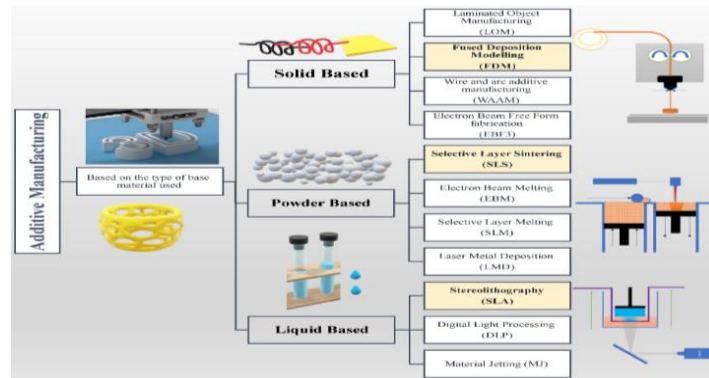 Additive Manufacturing
Based on the type of base
material used
Solid Based
Laminated Object Manufacturing
(LOM)
Fused Deposition
Modelling
(FDM)
Wire and arc additive
manufacturing
(WAAM)
Electron Beam Free Form
fabrication
(EBF3)
Powder Based
Selective Layer Sintering
(SLS)
Electron Beam Melting
(EBM)
Selective Layer Melting
(SLM)
Laser Metal Deposition
(LMD)
Liquid Based
Stereolithography
(SLA)
Digital Light Processing
(DLP)
Material Jetting (MJ)